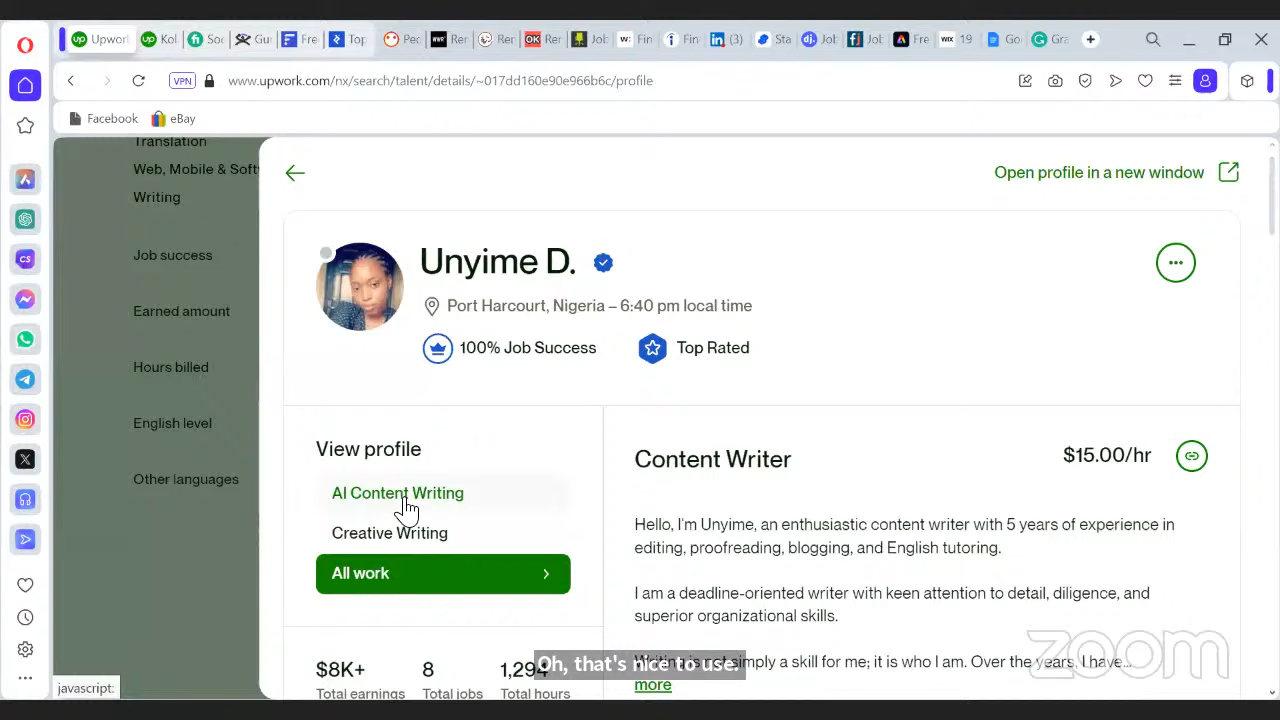 Upwork
Kol
Soc
Gu
Fre
Top
Pec
Rer
Rer
Rer
Job
Fin
Fin
(3)
Sta
Job
Job
Fre
19
Go
Gra
VPN
www.upwork.com/nx/search/talent/details/~017dd160e90e966b6c/profile
Facebook
eBay
Translation
Web, Mobile & Soft
Writing
Job success
Earned amount
Hours billed
English level
Other languages
Open profile in a new window
Unyime D.
Port Harcourt, Nigeria – 6:40 pm local time
100% Job Success
Top Rated
View profile
AI Content Writing
Creative Writing
All work
$8K+
Total earnings
8
Total jobs
1,294
Total hours
Content Writer
$15.00/hr
Hello, I'm Unyime, an enthusiastic content writer with 5 years of experience in
editing, proofreading, blogging, and English tutoring.
I am a deadline-oriented writer with keen attention to detail, diligence, and
superior organizational skills.
Writing is not simply a skill for me; it is who I am. Over the years, I have...
more
Oh, that's nice to use.
zoom
javascript: